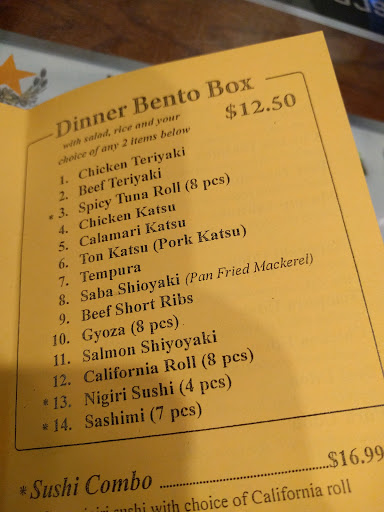 Dinner Bento Box
$12.50
with salad, rice and your
choice of any 2 items below
1. Chicken Teriyaki
2. Beef Teriyaki
* 3. Spicy Tuna Roll (8 pcs)
4. Chicken Katsu
5. Calamari Katsu
6. Ton Katsu (Pork Katsu)
7. Tempura
8. Saba Shioyaki (Pan Fried Mackerel)
9. Beef Short Ribs
10. Gyoza (8 pcs)
11. Salmon Shiyoyaki
12. California Roll (8 pcs)
* 13. Nigiri Sushi (4 pcs)
* 14. Sashimi (7 pcs)
*Sushi Combo ........................................$16.99
sushi with choice of California roll